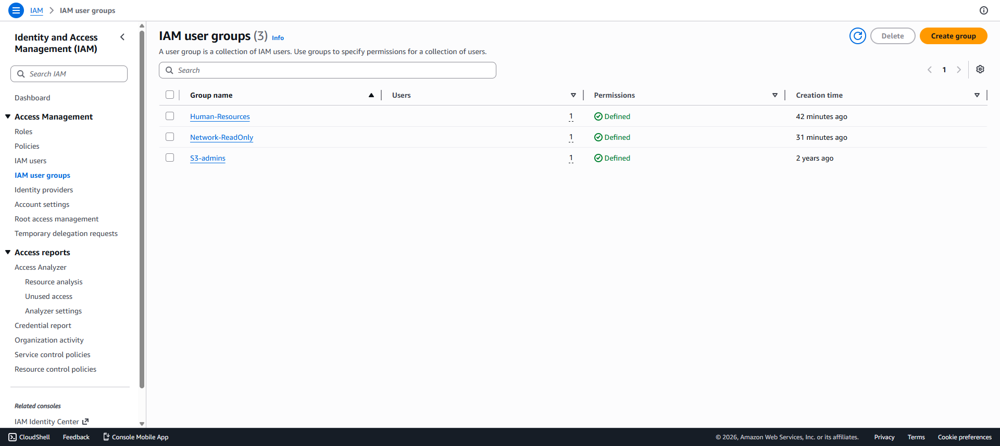 IAM > IAM user groups
Identity and Access
Management (IAM)
Search IAM
Dashboard
Access Management
Roles
Policies
IAM users
IAM user groups
Identity providers
Account settings
Root access management
Temporary delegation requests
Access reports
Access Analyzer
Resource analysis
Unused access
Analyzer settings
Credential report
Organization activity
Service control policies
Resource control policies
Related consoles
IAM Identity Center
IAM user groups (3) Info
Delete
Create group
A user group is a collection of IAM users. Use groups to specify permissions for a collection of users.
Search
1
Group name Users Permissions Creation time
Human-Resources 1 Defined 42 minutes ago
Network-ReadOnly 1 Defined 31 minutes ago
S3-admins 1 Defined 2 years ago
CloudShell Feedback Console Mobile App © 2026, Amazon Web Services, Inc. or its affiliates. Privacy Terms Cookie preferences